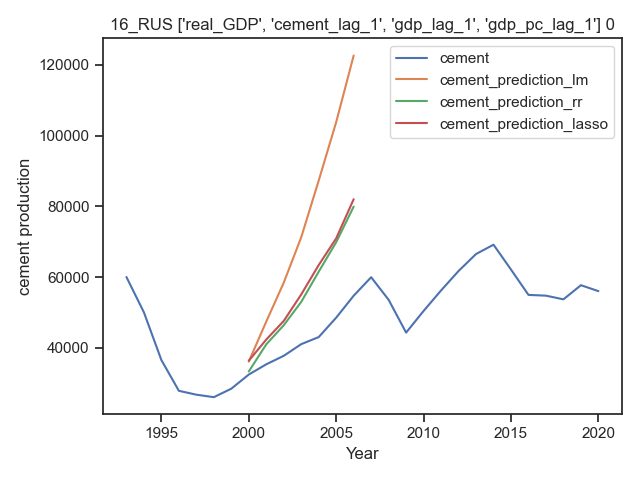 16_RUS ['real_GDP', 'cement_lag_1', 'gdp_lag_1', 'gdp_pc_lag_1'] 0
cement
cement_prediction_lm
cement_prediction_rr
cement_prediction_lasso
cement production
120000
100000
80000
60000
40000
1995 2000 2005 2010 2015 2020
Year